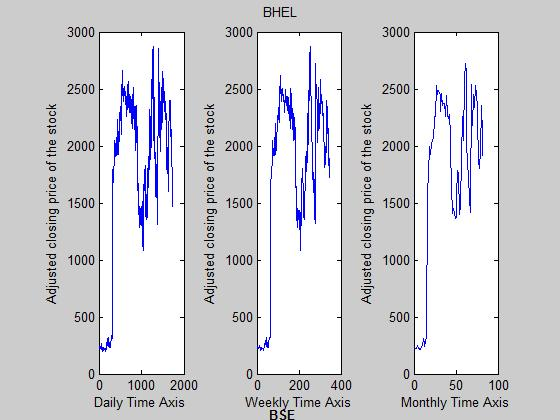 BHEL
3000
2500
2000
1500
1000
500
0
0 1000 2000
Daily Time Axis
Adjusted closing price of the stock
3000
2500
2000
1500
1000
500
0
0 200 400
Weekly Time Axis
Adjusted closing price of the stock
3000
2500
2000
1500
1000
500
0
0 50 100
Monthly Time Axis
Adjusted closing price of the stock
BSE